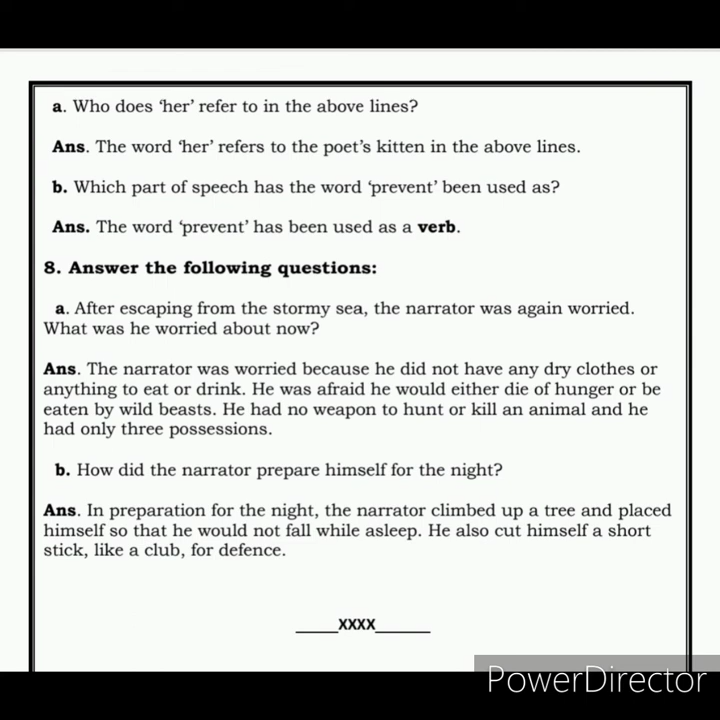 a. Who does ‘her’ refer to in the above lines?
Ans. The word ‘her’ refers to the poet’s kitten in the above lines.
b. Which part of speech has the word ‘prevent’ been used as?
Ans. The word ‘prevent’ has been used as a verb.
8. Answer the following questions:
a. After escaping from the stormy sea, the narrator was again worried.
What was he worried about now?
Ans. The narrator was worried because he did not have any dry clothes or
anything to eat or drink. He was afraid he would either die of hunger or be
eaten by wild beasts. He had no weapon to hunt or kill an animal and he
had only three possessions.
b. How did the narrator prepare himself for the night?
Ans. In preparation for the night, the narrator climbed up a tree and placed
himself so that he would not fall while asleep. He also cut himself a short
stick, like a club, for defence.
_____XXXX______
PowerDirector